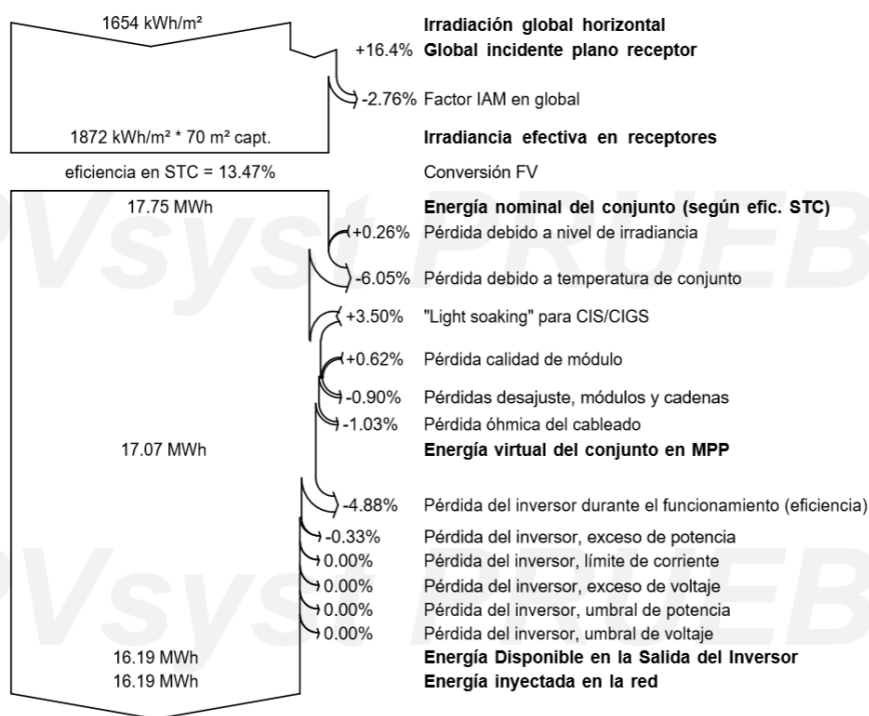 1654 kWh/m² Irradiación global horizontal
+16.4% Global incidente plano receptor
-2.76% Factor IAM en global
1872 kWh/m² * 70 m² capt. Irradiancia efectiva en receptores
eficiencia en STC = 13.47% Conversión FV
17.75 MWh Energía nominal del conjunto (según efic. STC)
+0.26% Pérdida debido a nivel de irradiancia
-6.05% Pérdida debido a temperatura de conjunto
+3.50% "Light soaking" para CIS/CIGS
+0.62% Pérdida calidad de módulo
-0.90% Pérdidas desajuste, módulos y cadenas
-1.03% Pérdida óhmica del cableado
17.07 MWh Energía virtual del conjunto en MPP
-4.88% Pérdida del inversor durante el funcionamiento (eficiencia)
-0.33% Pérdida del inversor, exceso de potencia
0.00% Pérdida del inversor, límite de corriente
0.00% Pérdida del inversor, exceso de voltaje
0.00% Pérdida del inversor, umbral de potencia
0.00% Pérdida del inversor, umbral de voltaje
16.19 MWh Energía Disponible en la Salida del Inversor
16.19 MWh Energía inyectada en la red
PVsyst PRUEB
PVsyst PRUEB